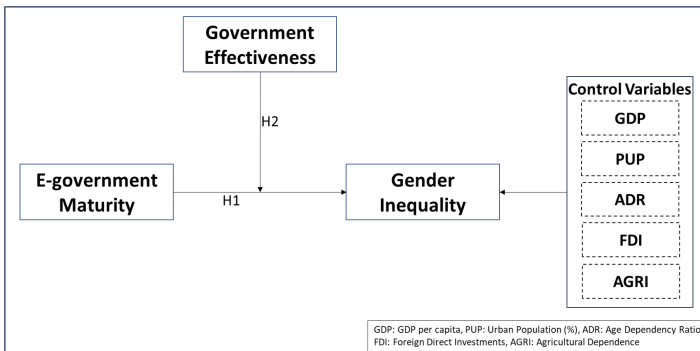 Government
Effectiveness
H2
E-government
Maturity
H1
Gender
Inequality
Control Variables
GDP
PUP
ADR
FDI
AGRI
GDP: GDP per capita, PUP: Urban Population (%), ADR: Age Dependency Ratio
FDI: Foreign Direct Investments, AGRI: Agricultural Dependence